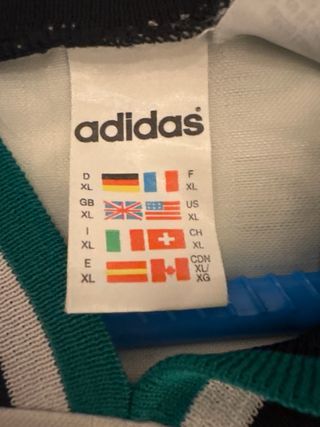 adidas®
D F
XL XL
GB US
XL XL
I CH
XL XL
E CDN
XL XL/
XG